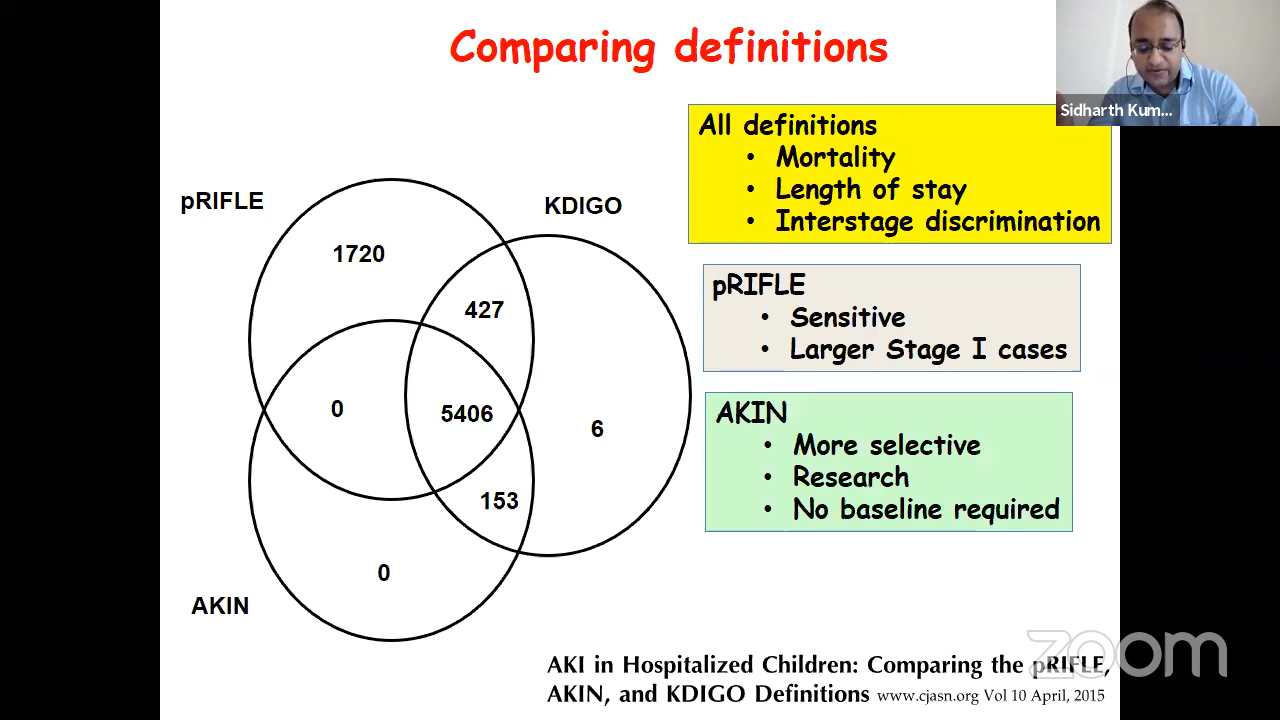 Comparing definitions
Sidharth Kum...
All definitions
• Mortality
• Length of stay
• Interstage discrimination
pRIFLE
KDIGO
1720
427
0
5406
6
153
0
AKIN
pRIFLE
• Sensitive
• Larger Stage I cases
AKIN
• More selective
• Research
• No baseline required
zoom
AKI in Hospitalized Children: Comparing the pRIFLE,
AKIN, and KDIGO Definitions www.cjasn.org Vol 10 April, 2015